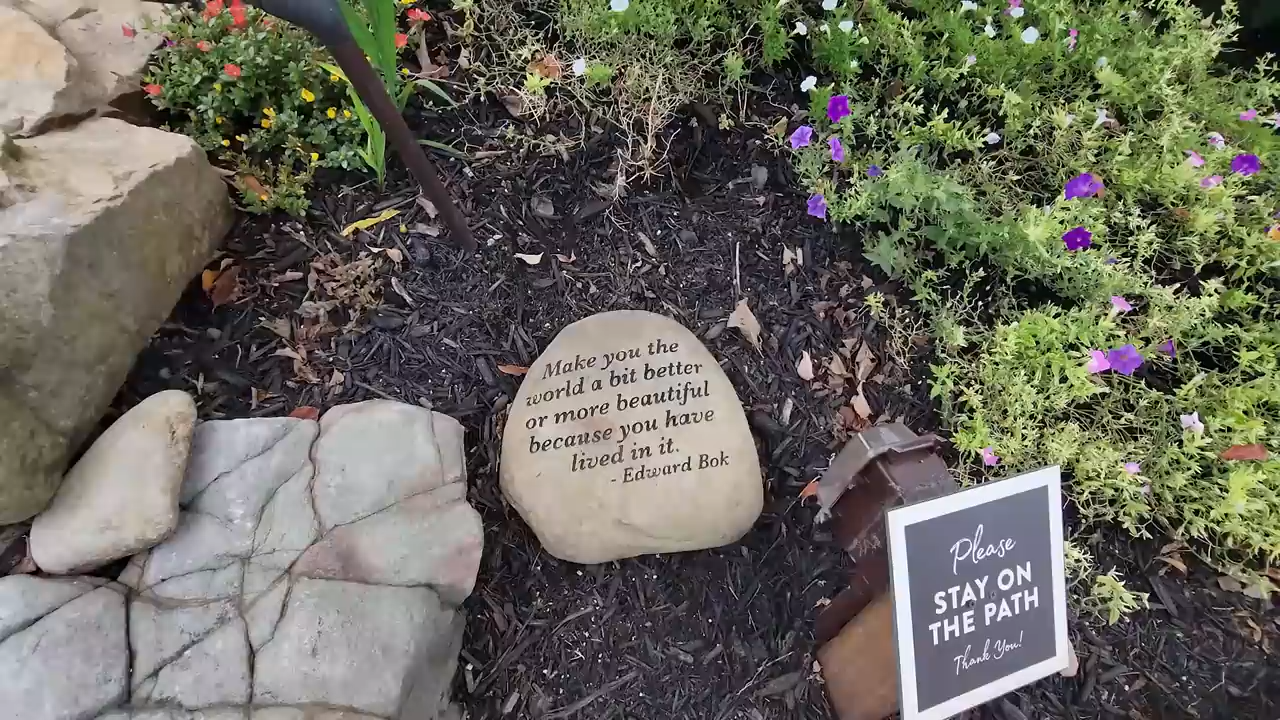 Make you the
world a bit better
or more beautiful
because you have
lived in it.
- Edward Bok
Please
STAY ON
THE PATH
Thank You!